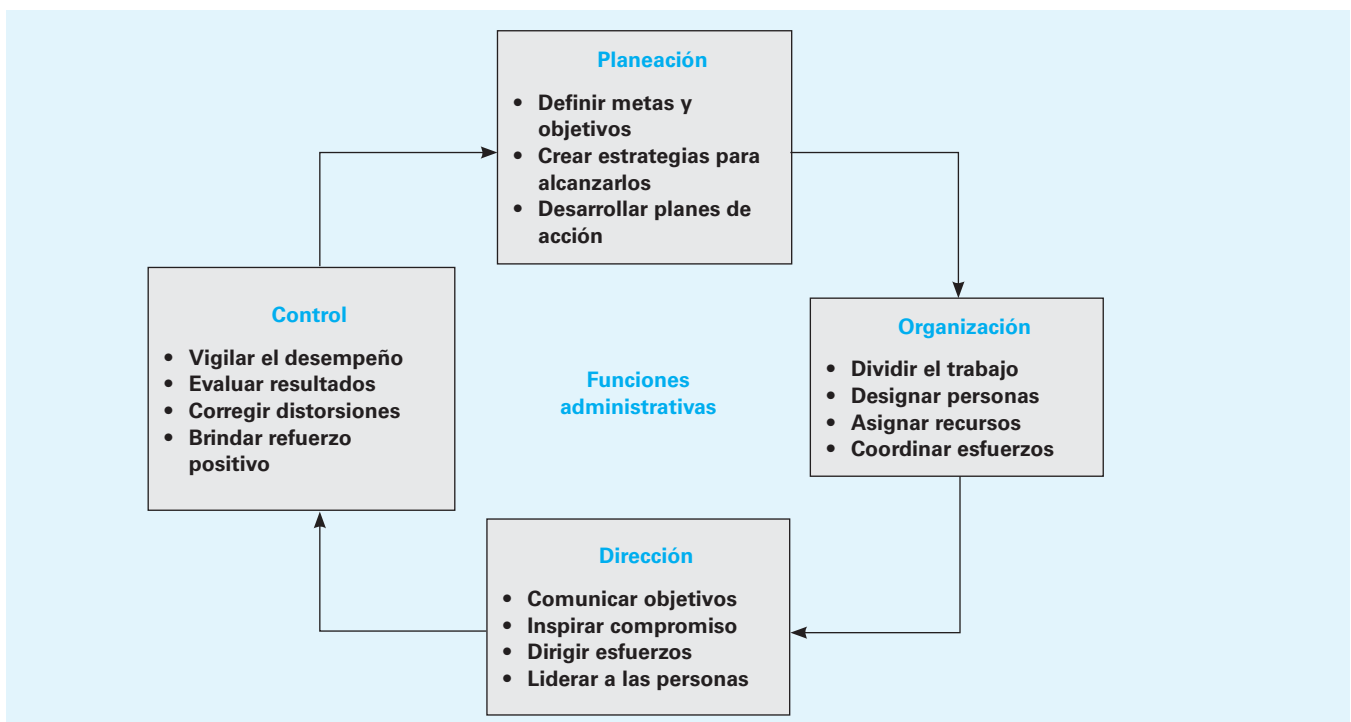 Planeación
• Definir metas y
objetivos
• Crear estrategias para
alcanzarlos
• Desarrollar planes de
acción
Control
• Vigilar el desempeño
• Evaluar resultados
• Corregir distorsiones
• Brindar refuerzo
positivo
Funciones
administrativas
Organización
• Dividir el trabajo
• Designar personas
• Asignar recursos
• Coordinar esfuerzos
Dirección
• Comunicar objetivos
• Inspirar compromiso
• Dirigir esfuerzos
• Liderar a las personas